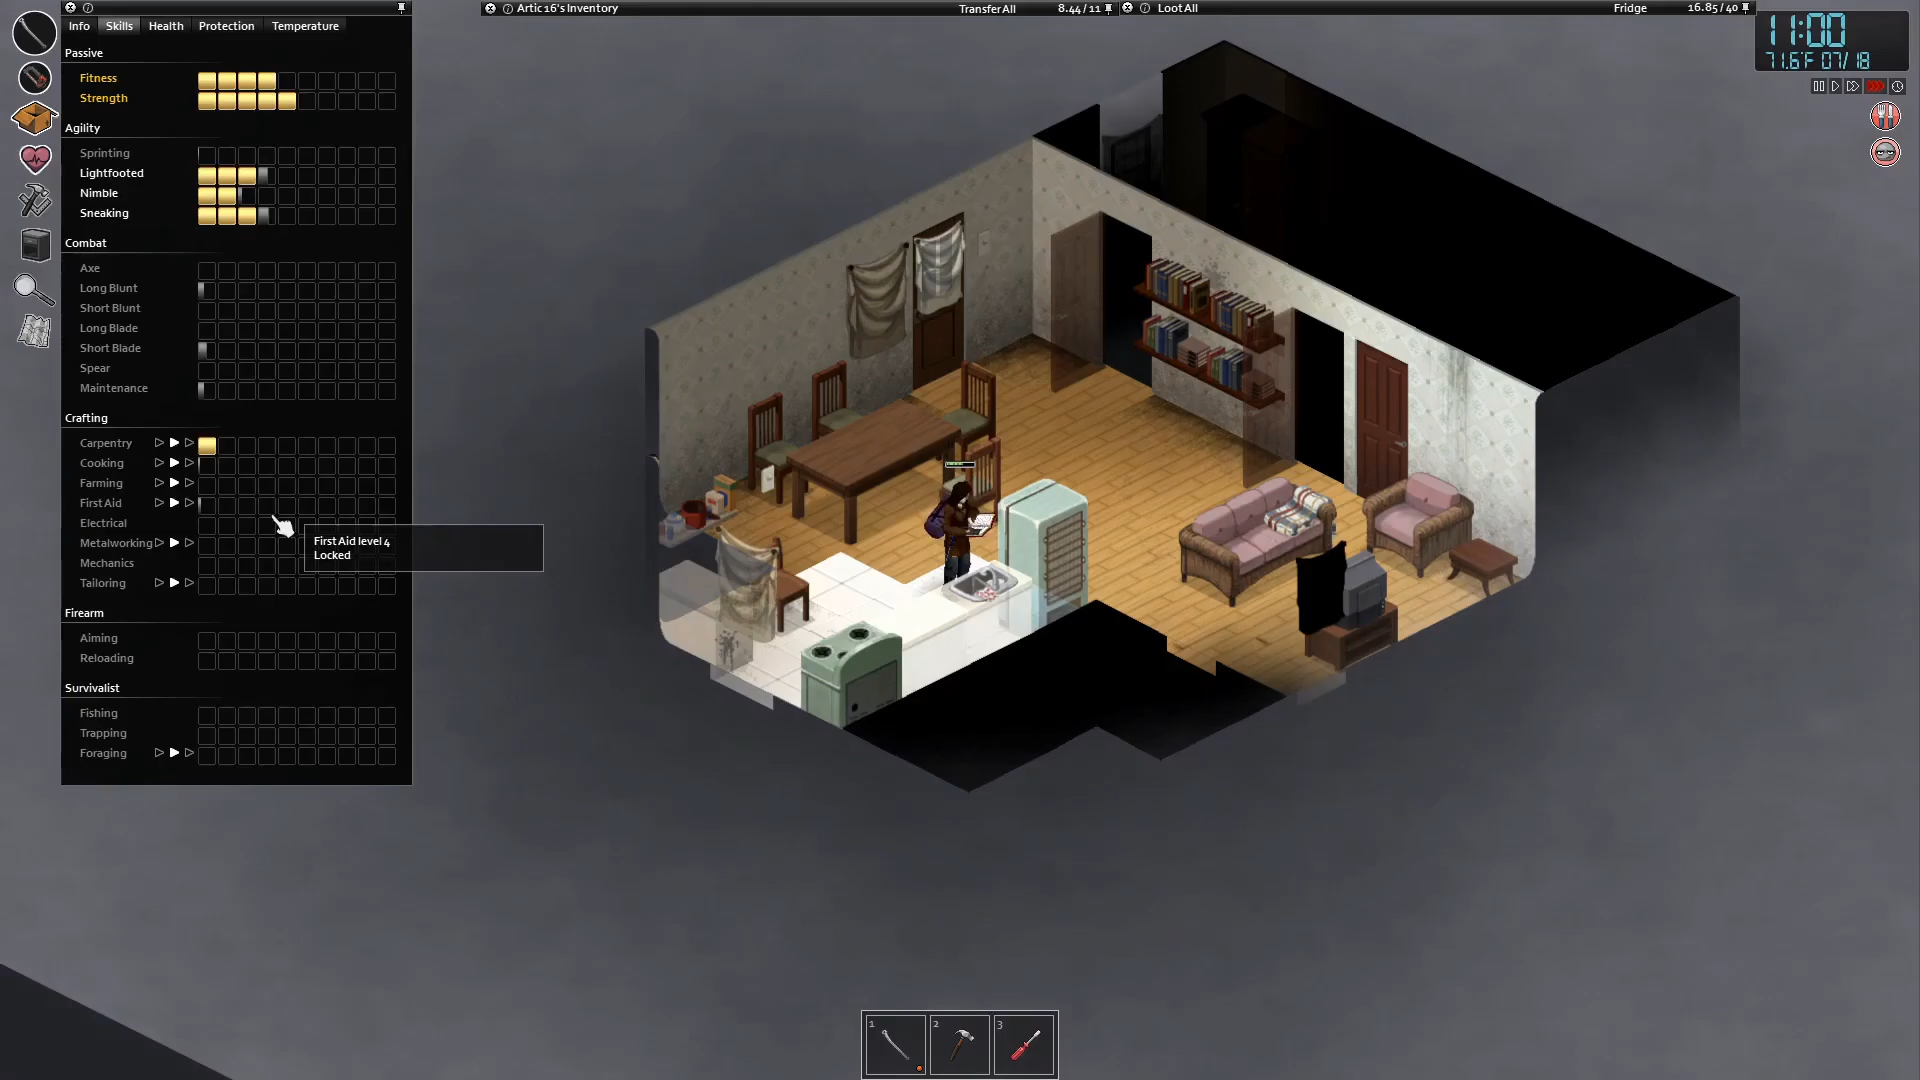 Artic 16's Inventory Transfer All 8.44 / 11 Loot All Fridge 16.85 / 40
Info Skills Health Protection Temperature
11:00
71.6°F 07/18
Passive
Fitness
Strength
Agility
Sprinting
Lightfooted
Nimble
Sneaking
Combat
Axe
Long Blunt
Short Blunt
Long Blade
Short Blade
Spear
Maintenance
Crafting
Carpentry
Cooking
Farming
First Aid
Electrical
Metalworking
Mechanics
Tailoring
First Aid level 4
Locked
Firearm
Aiming
Reloading
Survivalist
Fishing
Trapping
Foraging
1 2 3